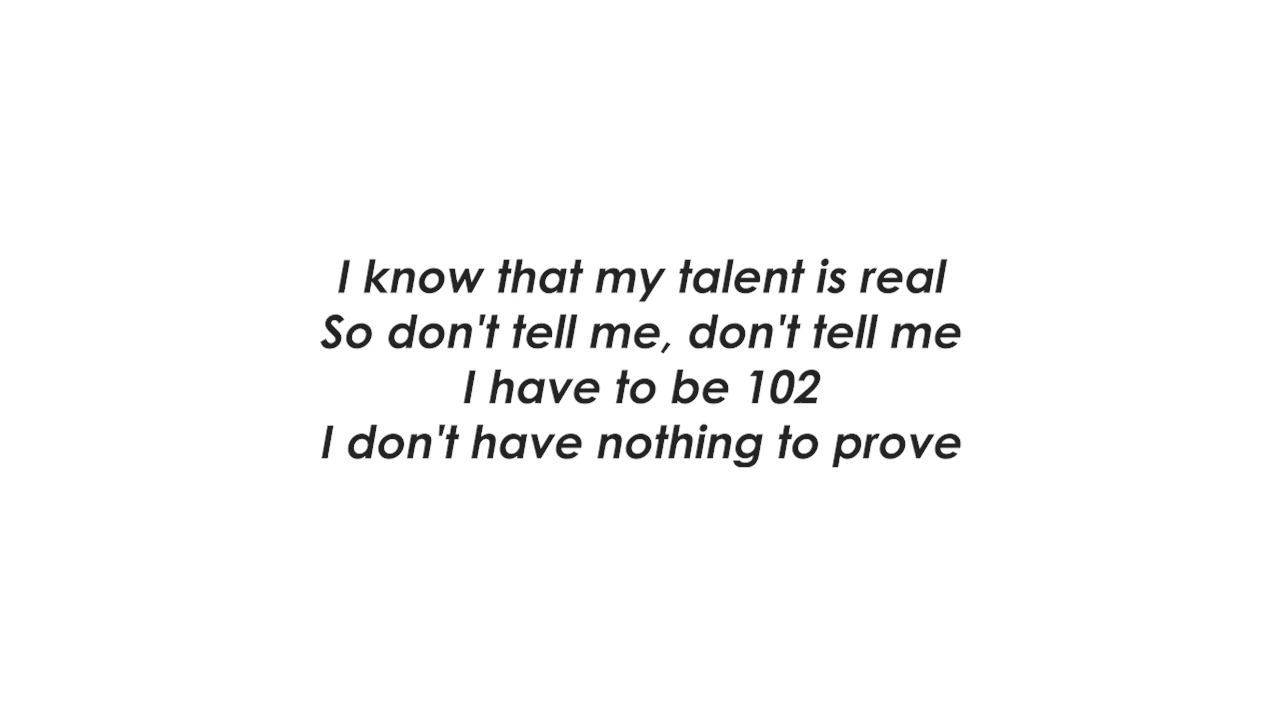 I know that my talent is real
So don't tell me, don't tell me
I have to be 102
I don't have nothing to prove